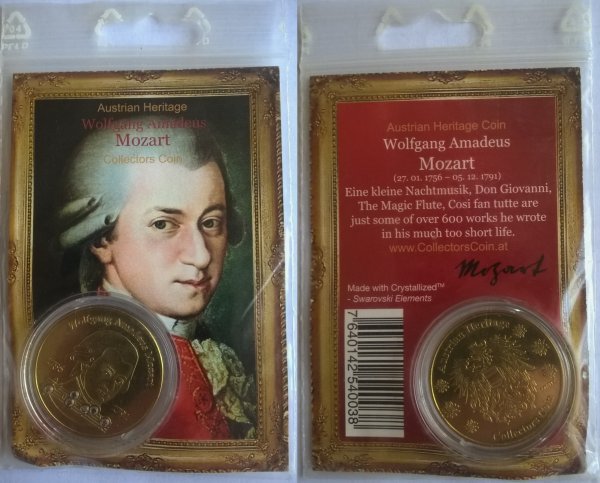 Austrian Heritage
Wolfgang Amadeus
Mozart
Collectors Coin
Wolfgang Amadeus Mozart
Austrian Heritage Coin
Wolfgang Amadeus
Mozart
(27. 01. 1756 – 05. 12. 1791)
Eine kleine Nachtmusik, Don Giovanni,
The Magic Flute, Cosi fan tutte are
just some of over 600 works he wrote
in his much too short life.
www.CollectorsCoin.at
Mozart
Made with Crystallized™
- Swarovski Elements
7640142540038
Austrian Heritage
Collectors Coin